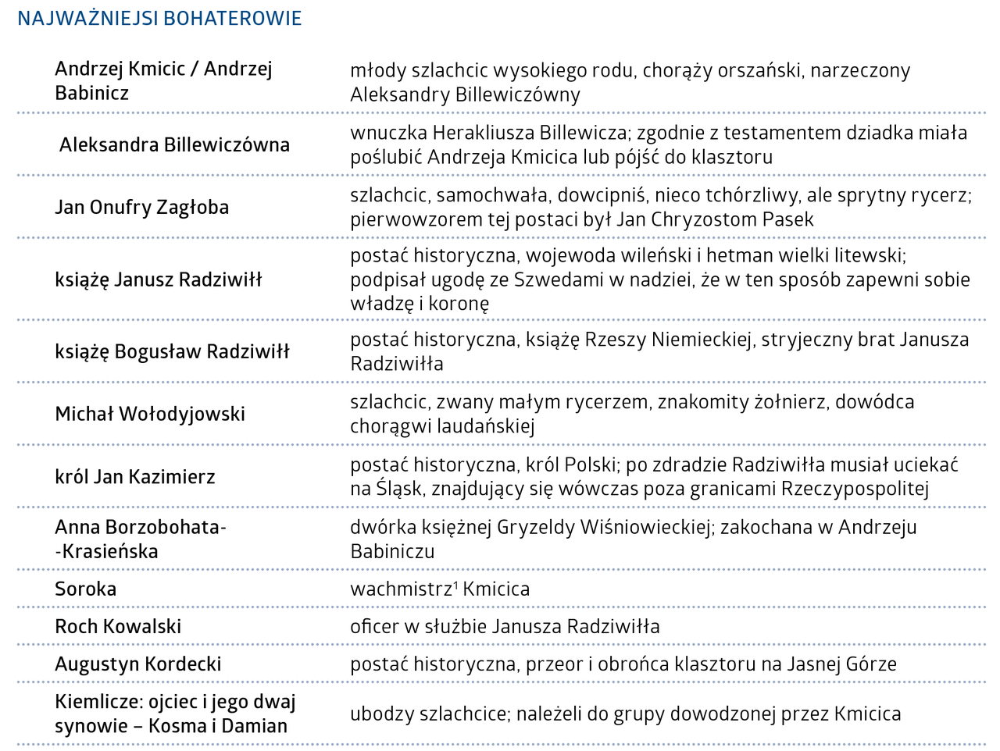 NAJWAŻNIEJSI BOHATEROWIE
Andrzej Kmicic / Andrzej
Babinicz
młody szlachcic wysokiego rodu, chorąży orszański, narzeczony
Aleksandry Billewiczówny
Aleksandra Billewiczówna
wnuczka Herakliusza Billewicza; zgodnie z testamentem dziadka miała
poślubić Andrzeja Kmicica lub pójść do klasztoru
Jan Onufry Zagłoba
szlachcic, samochwała, dowcipniś, nieco tchórzliwy, ale sprytny rycerz;
pierwowzorem tej postaci był Jan Chryzostom Pasek
książę Janusz Radziwiłł
postać historyczna, wojewoda wileński i hetman wielki litewski;
podpisał ugodę ze Szwedami w nadziei, że w ten sposób zapewni sobie
władzę i koronę
książę Bogusław Radziwiłł
postać historyczna, książę Rzeszy Niemieckiej, stryjeczny brat Janusza
Radziwiłła
Michał Wołodyjowski
szlachcic, zwany małym rycerzem, znakomity żołnierz, dowódca
chorągwi laudańskiej
król Jan Kazimierz
postać historyczna, król Polski; po zdradzie Radziwiłła musiał uciekać
na Śląsk, znajdujący się wówczas poza granicami Rzeczypospolitej
Anna Borzobohata-
-Krasieńska
dwórka księżnej Gryzeldy Wiśniowieckiej; zakochana w Andrzeju
Babiniczu
Soroka
wachmistrz¹ Kmicica
Roch Kowalski
oficer w służbie Janusza Radziwiłła
Augustyn Kordecki
postać historyczna, przeor i obrońca klasztoru na Jasnej Górze
Kiemlicze: ojciec i jego dwaj
synowie – Kosma i Damian
ubodzy szlachcice; należeli do grupy dowodzonej przez Kmicica